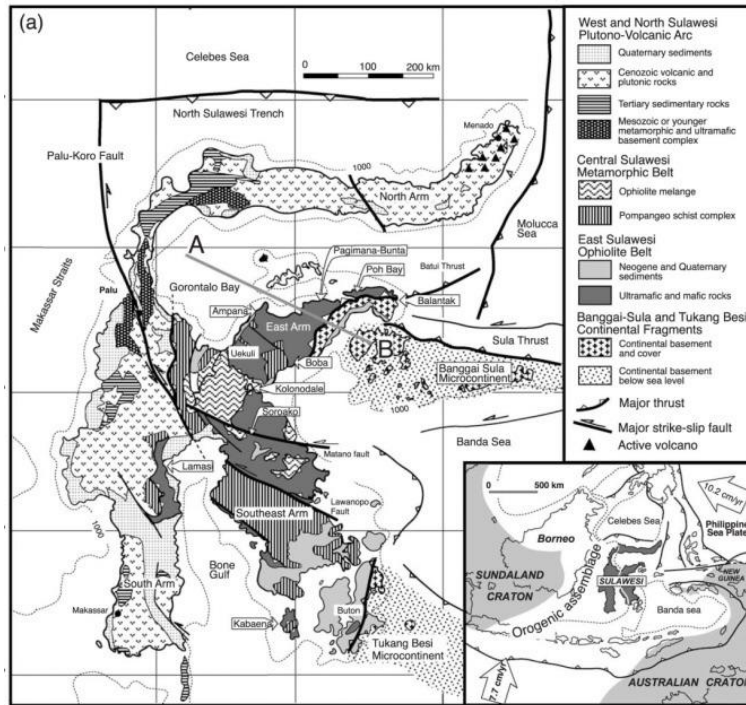 (a)
Celebes Sea
0 100 200 km
North Sulawesi Trench
Palu-Koro Fault
Menado
1000
North Arm
Molucca
Sea
A
Pagimana-Bunta
Poh Bay
Batui Thrust
Makassar Straits
Palu
Gorontalo Bay
Ampana
Balantak
East Arm
Sula Thrust
Uekuli
B
Boba
Banggai Sula
Microcontinent
Kolonodale
1000
Soroako
Banda Sea
Matano fault
Lamasi
Lawanopo
Fault
Southeast Arm
1000
Bone
Gulf
South Arm
Makassar
Buton
Kabaena
Tukang Besi
Microcontinent
West and North Sulawesi
Plutono-Volcanic Arc
Quaternary sediments
Cenozoic volcanic and
plutonic rocks
Tertiary sedimentary rocks
Mesozoic or younger
metamorphic and ultramafic
basement complex
Central Sulawesi
Metamorphic Belt
Ophiolite melange
Pompangeo schist complex
East Sulawesi
Ophiolite Belt
Neogene and Quaternary
sediments
Ultramafic and mafic rocks
Banggai-Sula and Tukang Besi
Continental Fragments
Continental basement
and cover
Continental basement
below sea level
Major thrust
Major strike-slip fault
Active volcano
0 500 km
10.2 cm/yr
Celebes Sea
Philippine
Sea Plate
Borneo
NEW
GUINEA
SUNDALAND
CRATON
SULAWESI
Orogenic assemblage
Banda sea
7.7 cm/yr
AUSTRALIAN CRATON